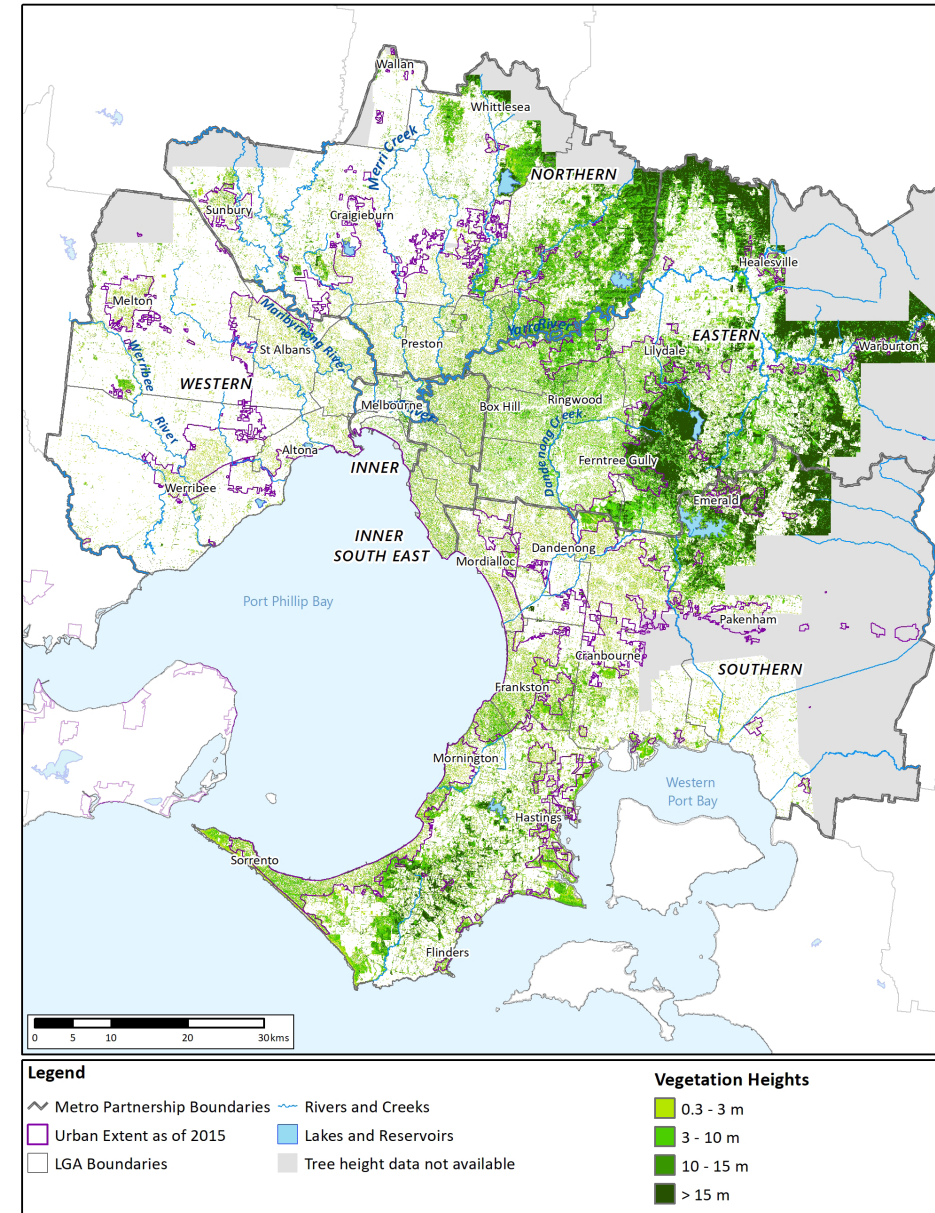 Wallan
Whittlesea
Merri Creek
NORTHERN
Sunbury
Craigieburn
Healesville
Melton
Maribyrnong River
Yarra River
EASTERN
St Albans
Preston
Lilydale
Warburton
Werribee
River
WESTERN
Melbourne
River
Box Hill
Ringwood
Dandenong Creek
Altona
INNER
Ferntree Gully
Werribee
Emerald
INNER
SOUTH EAST
Mordialloc
Dandenong
Port Phillip Bay
Pakenham
Cranbourne
SOUTHERN
Frankston
Mornington
Western
Port Bay
Hastings
Sorrento
Flinders
0 5 10 20 30 kms
Legend
Metro Partnership Boundaries
Rivers and Creeks
Urban Extent as of 2015
Lakes and Reservoirs
LGA Boundaries
Tree height data not available
Vegetation Heights
0.3 - 3 m
3 - 10 m
10 - 15 m
> 15 m